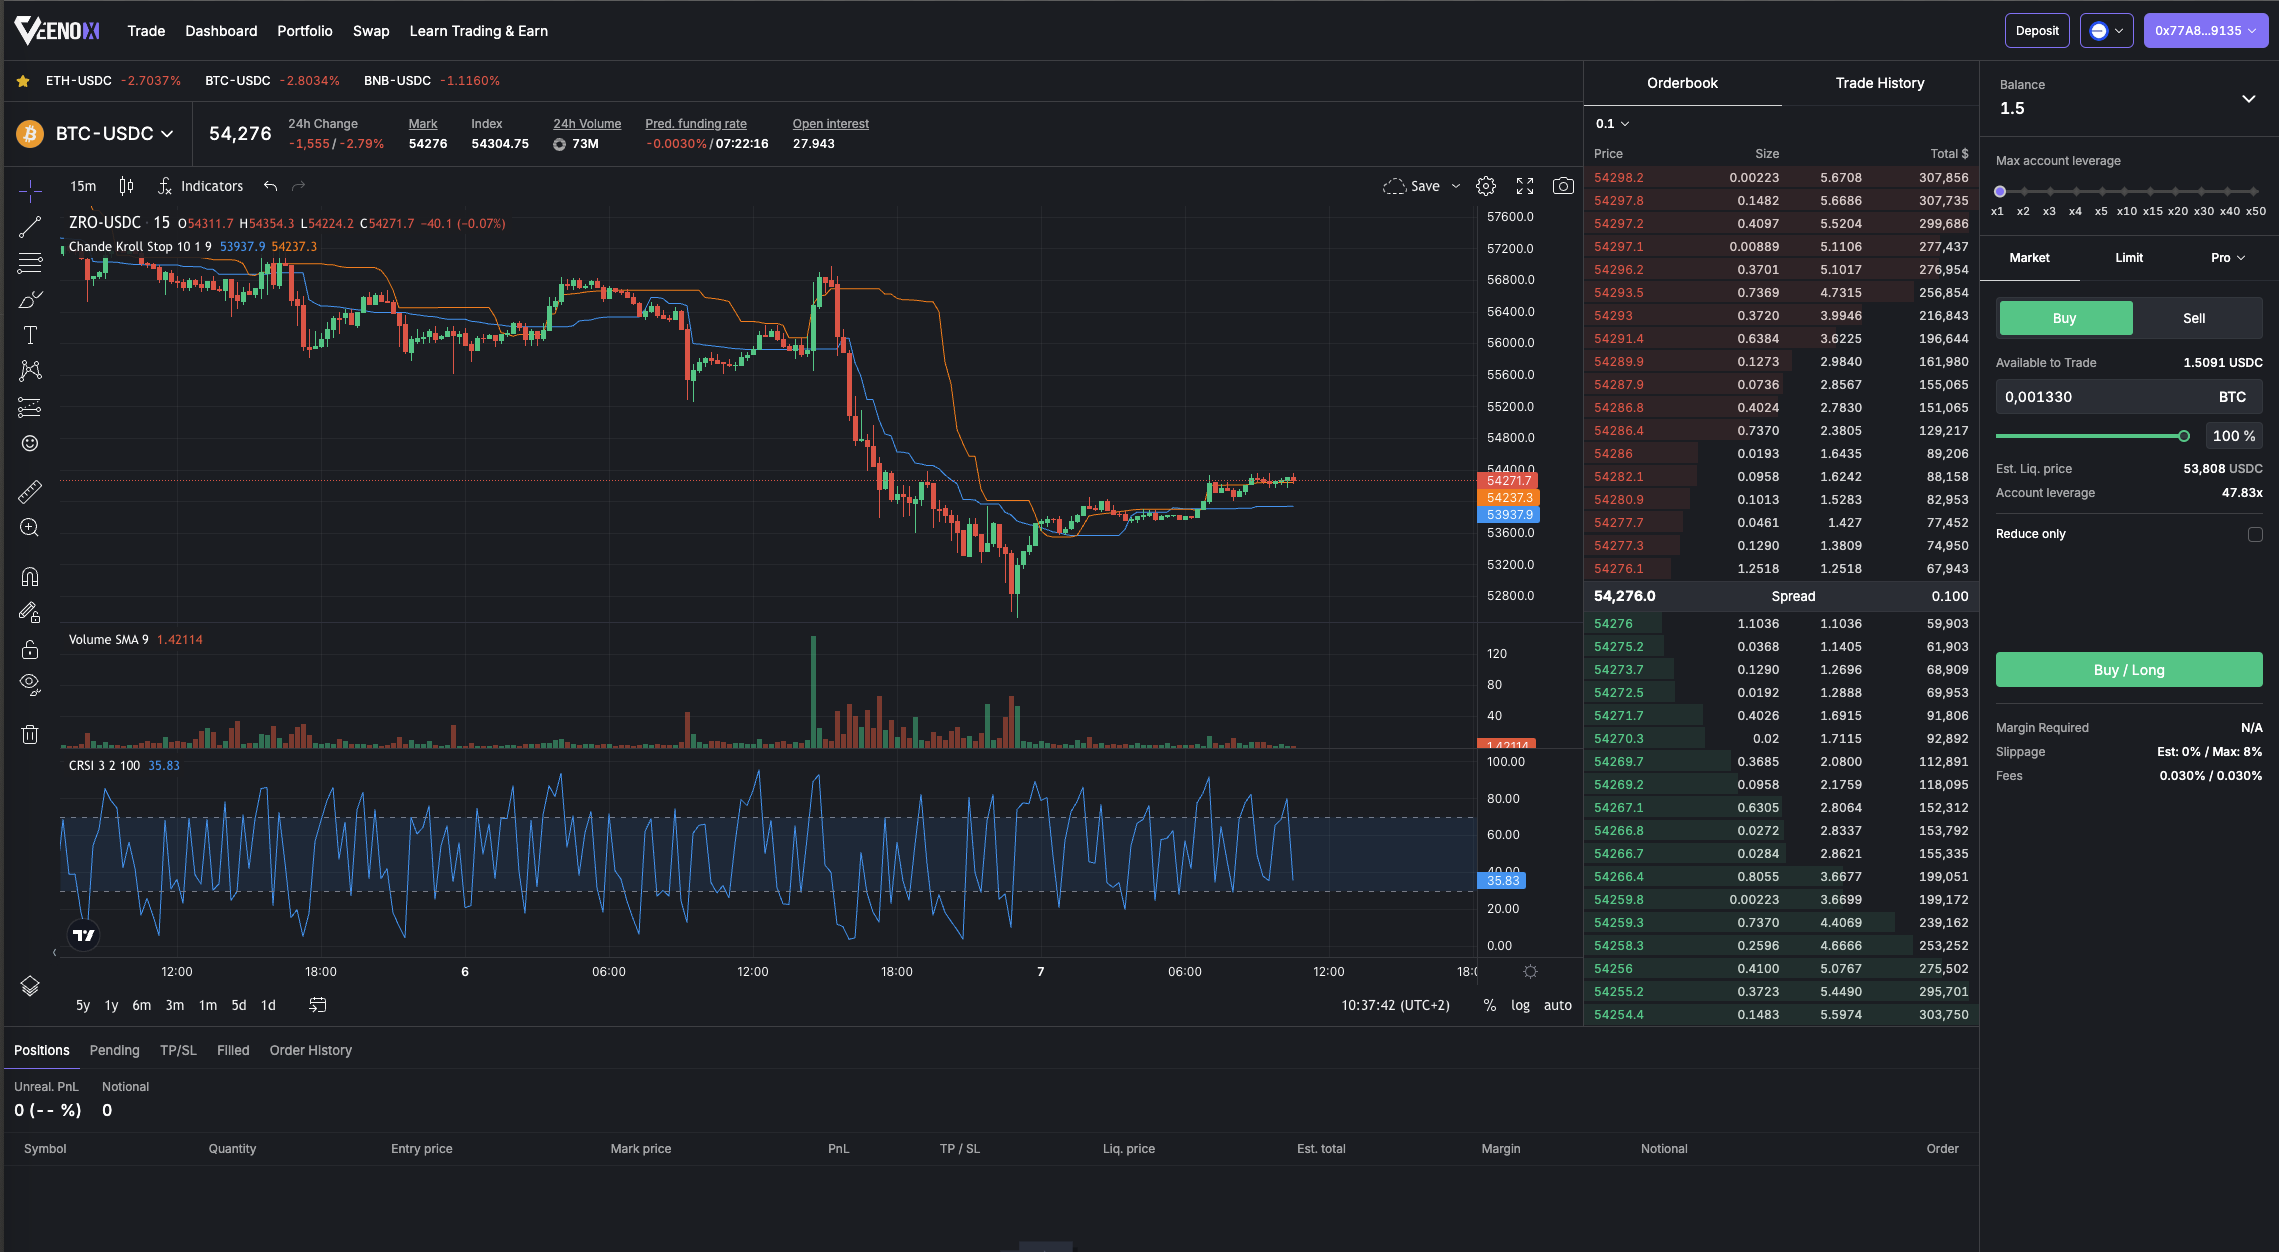 VEENOX Trade Dashboard Portfolio Swap Learn Trading & Earn Deposit 0x77A8...9135
ETH-USDC -2.7037% BTC-USDC -2.8034% BNB-USDC -1.1160%
BTC-USDC 54,276
24h Change Mark Index 24h Volume Pred. funding rate Open interest
-1,555 / -2.79% 54276 54304.75 73M -0.0030% / 07:22:16 27.943
15m Indicators Save
ZRO-USDC · 15 O54311.7 H54354.3 L54224.2 C54271.7 −40.1 (−0.07%)
Chande Kroll Stop 10 1 9 53937.9 54237.3
57600.0
57200.0
56800.0
56400.0
56000.0
55600.0
55200.0
54800.0
54400.0
54271.7
54237.3
53937.9
53600.0
53200.0
52800.0
Volume SMA 9 1.42114
120
80
40
1.42114
CRSI 3 2 100 35.83
100.00
80.00
60.00
40.00
35.83
20.00
0.00
12:00 18:00 6 06:00 12:00 18:00 7 06:00 12:00 18:0
5y 1y 6m 3m 1m 5d 1d 10:37:42 (UTC+2) % log auto
Orderbook Trade History
0.1
Price Size Total $
54298.2 0.00223 5.6708 307,856
54297.8 0.1482 5.6686 307,735
54297.2 0.4097 5.5204 299,686
54297.1 0.00889 5.1106 277,437
54296.2 0.3701 5.1017 276,954
54293.5 0.7369 4.7315 256,854
54293 0.3720 3.9946 216,843
54291.4 0.6384 3.6225 196,644
54289.9 0.1273 2.9840 161,980
54287.9 0.0736 2.8567 155,065
54286.8 0.4024 2.7830 151,065
54286.4 0.7370 2.3805 129,217
54286 0.0193 1.6435 89,206
54282.1 0.0958 1.6242 88,158
54280.9 0.1013 1.5283 82,953
54277.7 0.0461 1.427 77,452
54277.3 0.1290 1.3809 74,950
54276.1 1.2518 1.2518 67,943
54,276.0 Spread 0.100
54276 1.1036 1.1036 59,903
54275.2 0.0368 1.1405 61,903
54273.7 0.1290 1.2696 68,909
54272.5 0.0192 1.2888 69,953
54271.7 0.4026 1.6915 91,806
54270.3 0.02 1.7115 92,892
54269.7 0.3685 2.0800 112,891
54269.2 0.0958 2.1759 118,095
54267.1 0.6305 2.8064 152,312
54266.8 0.0272 2.8337 153,792
54266.7 0.0284 2.8621 155,335
54266.4 0.8055 3.6677 199,051
54259.8 0.00223 3.6699 199,172
54259.3 0.7370 4.4069 239,162
54258.3 0.2596 4.6666 253,252
54256 0.4100 5.0767 275,502
54255.2 0.3723 5.4490 295,701
54254.4 0.1483 5.5974 303,750
Balance
1.5
Max account leverage
x1 x2 x3 x4 x5 x10 x15 x20 x30 x40 x50
Market Limit Pro
Buy Sell
Available to Trade 1.5091 USDC
0,001330 BTC
100 %
Est. Liq. price 53,808 USDC
Account leverage 47.83x
Reduce only
Buy / Long
Margin Required N/A
Slippage Est: 0% / Max: 8%
Fees 0.030% / 0.030%
Positions Pending TP/SL Filled Order History
Unreal. PnL Notional
0 (-- %) 0
Symbol Quantity Entry price Mark price PnL TP / SL Liq. price Est. total Margin Notional Order